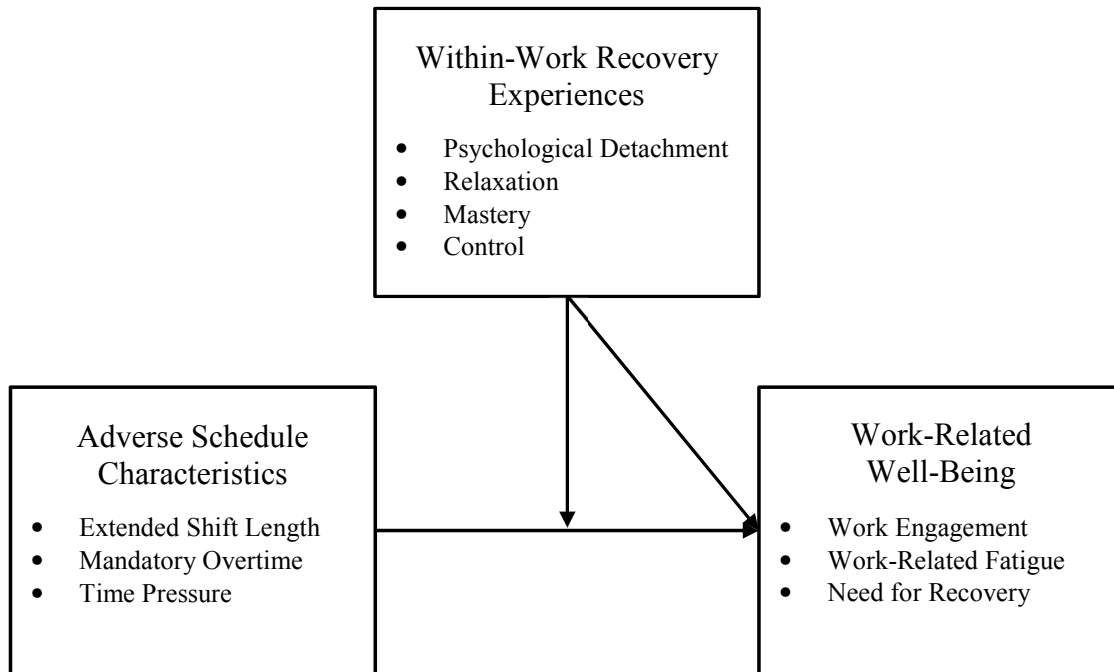 Within-Work Recovery
Experiences
• Psychological Detachment
• Relaxation
• Mastery
• Control
Adverse Schedule
Characteristics
• Extended Shift Length
• Mandatory Overtime
• Time Pressure
Work-Related
Well-Being
• Work Engagement
• Work-Related Fatigue
• Need for Recovery